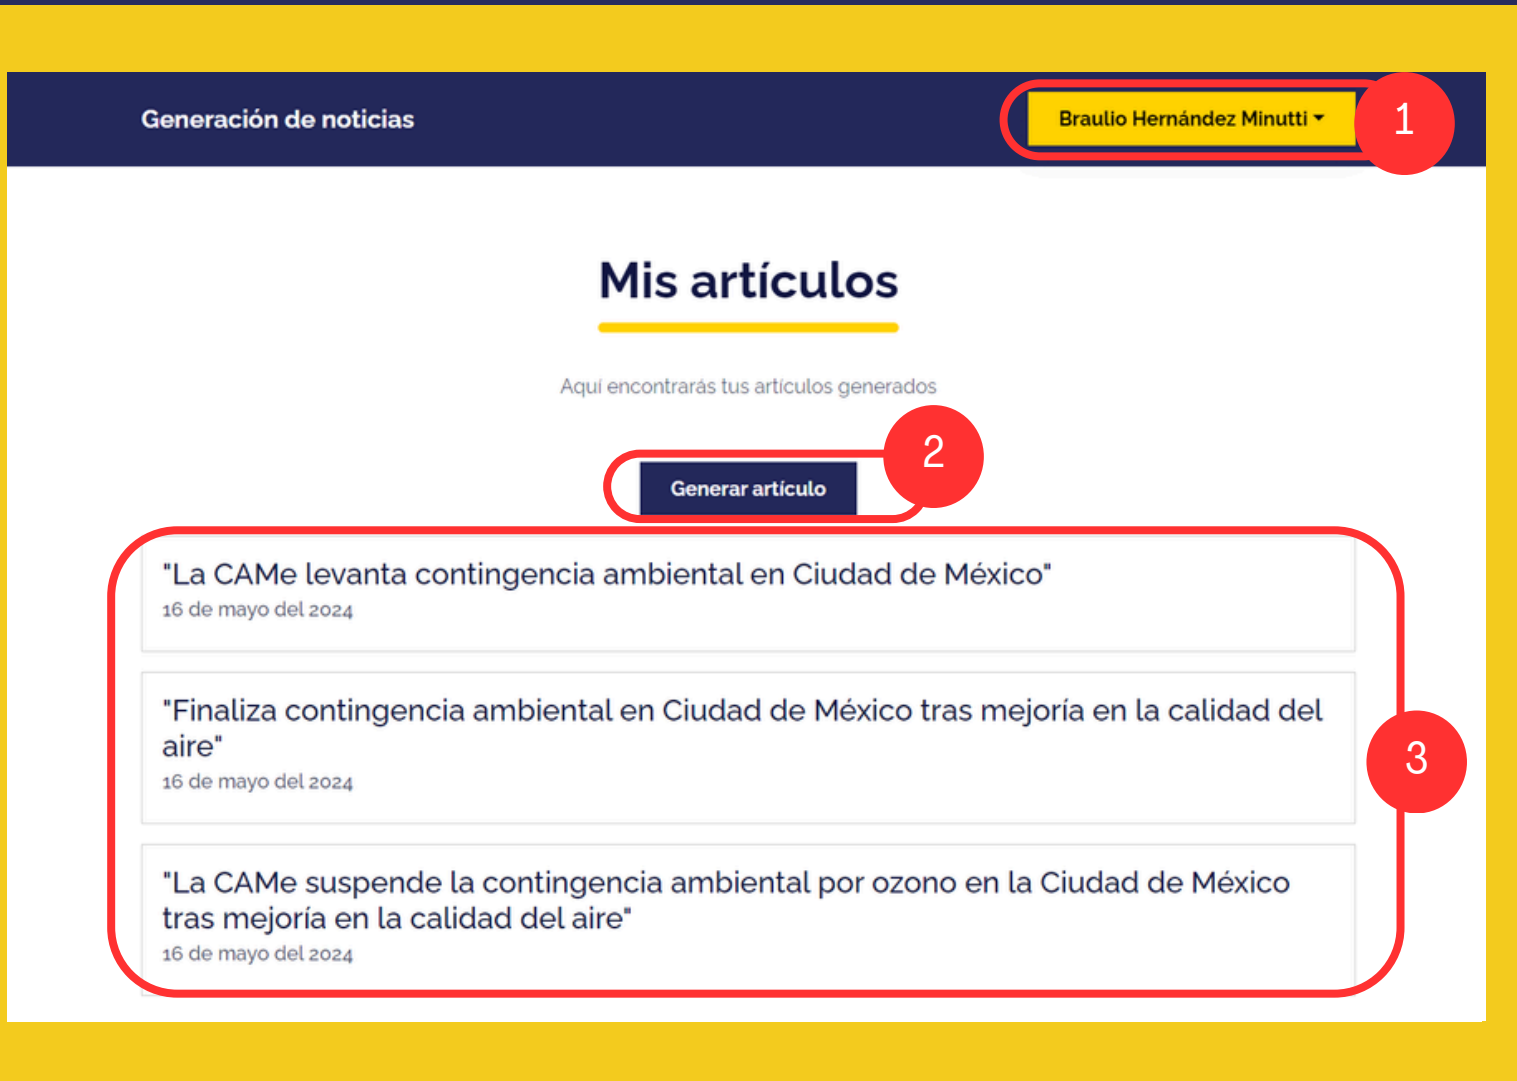 Generación de noticias
Braulio Hernández Minutti
1
Mis artículos
Aquí encontrarás tus artículos generados
2
Generar artículo
"La CAMe levanta contingencia ambiental en Ciudad de México"
16 de mayo del 2024
"Finaliza contingencia ambiental en Ciudad de México tras mejoría en la calidad del
aire"
16 de mayo del 2024
3
"La CAMe suspende la contingencia ambiental por ozono en la Ciudad de México
tras mejoría en la calidad del aire"
16 de mayo del 2024